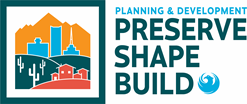 PLANNING & DEVELOPMENT
PRESERVE
SHAPE
BUILD